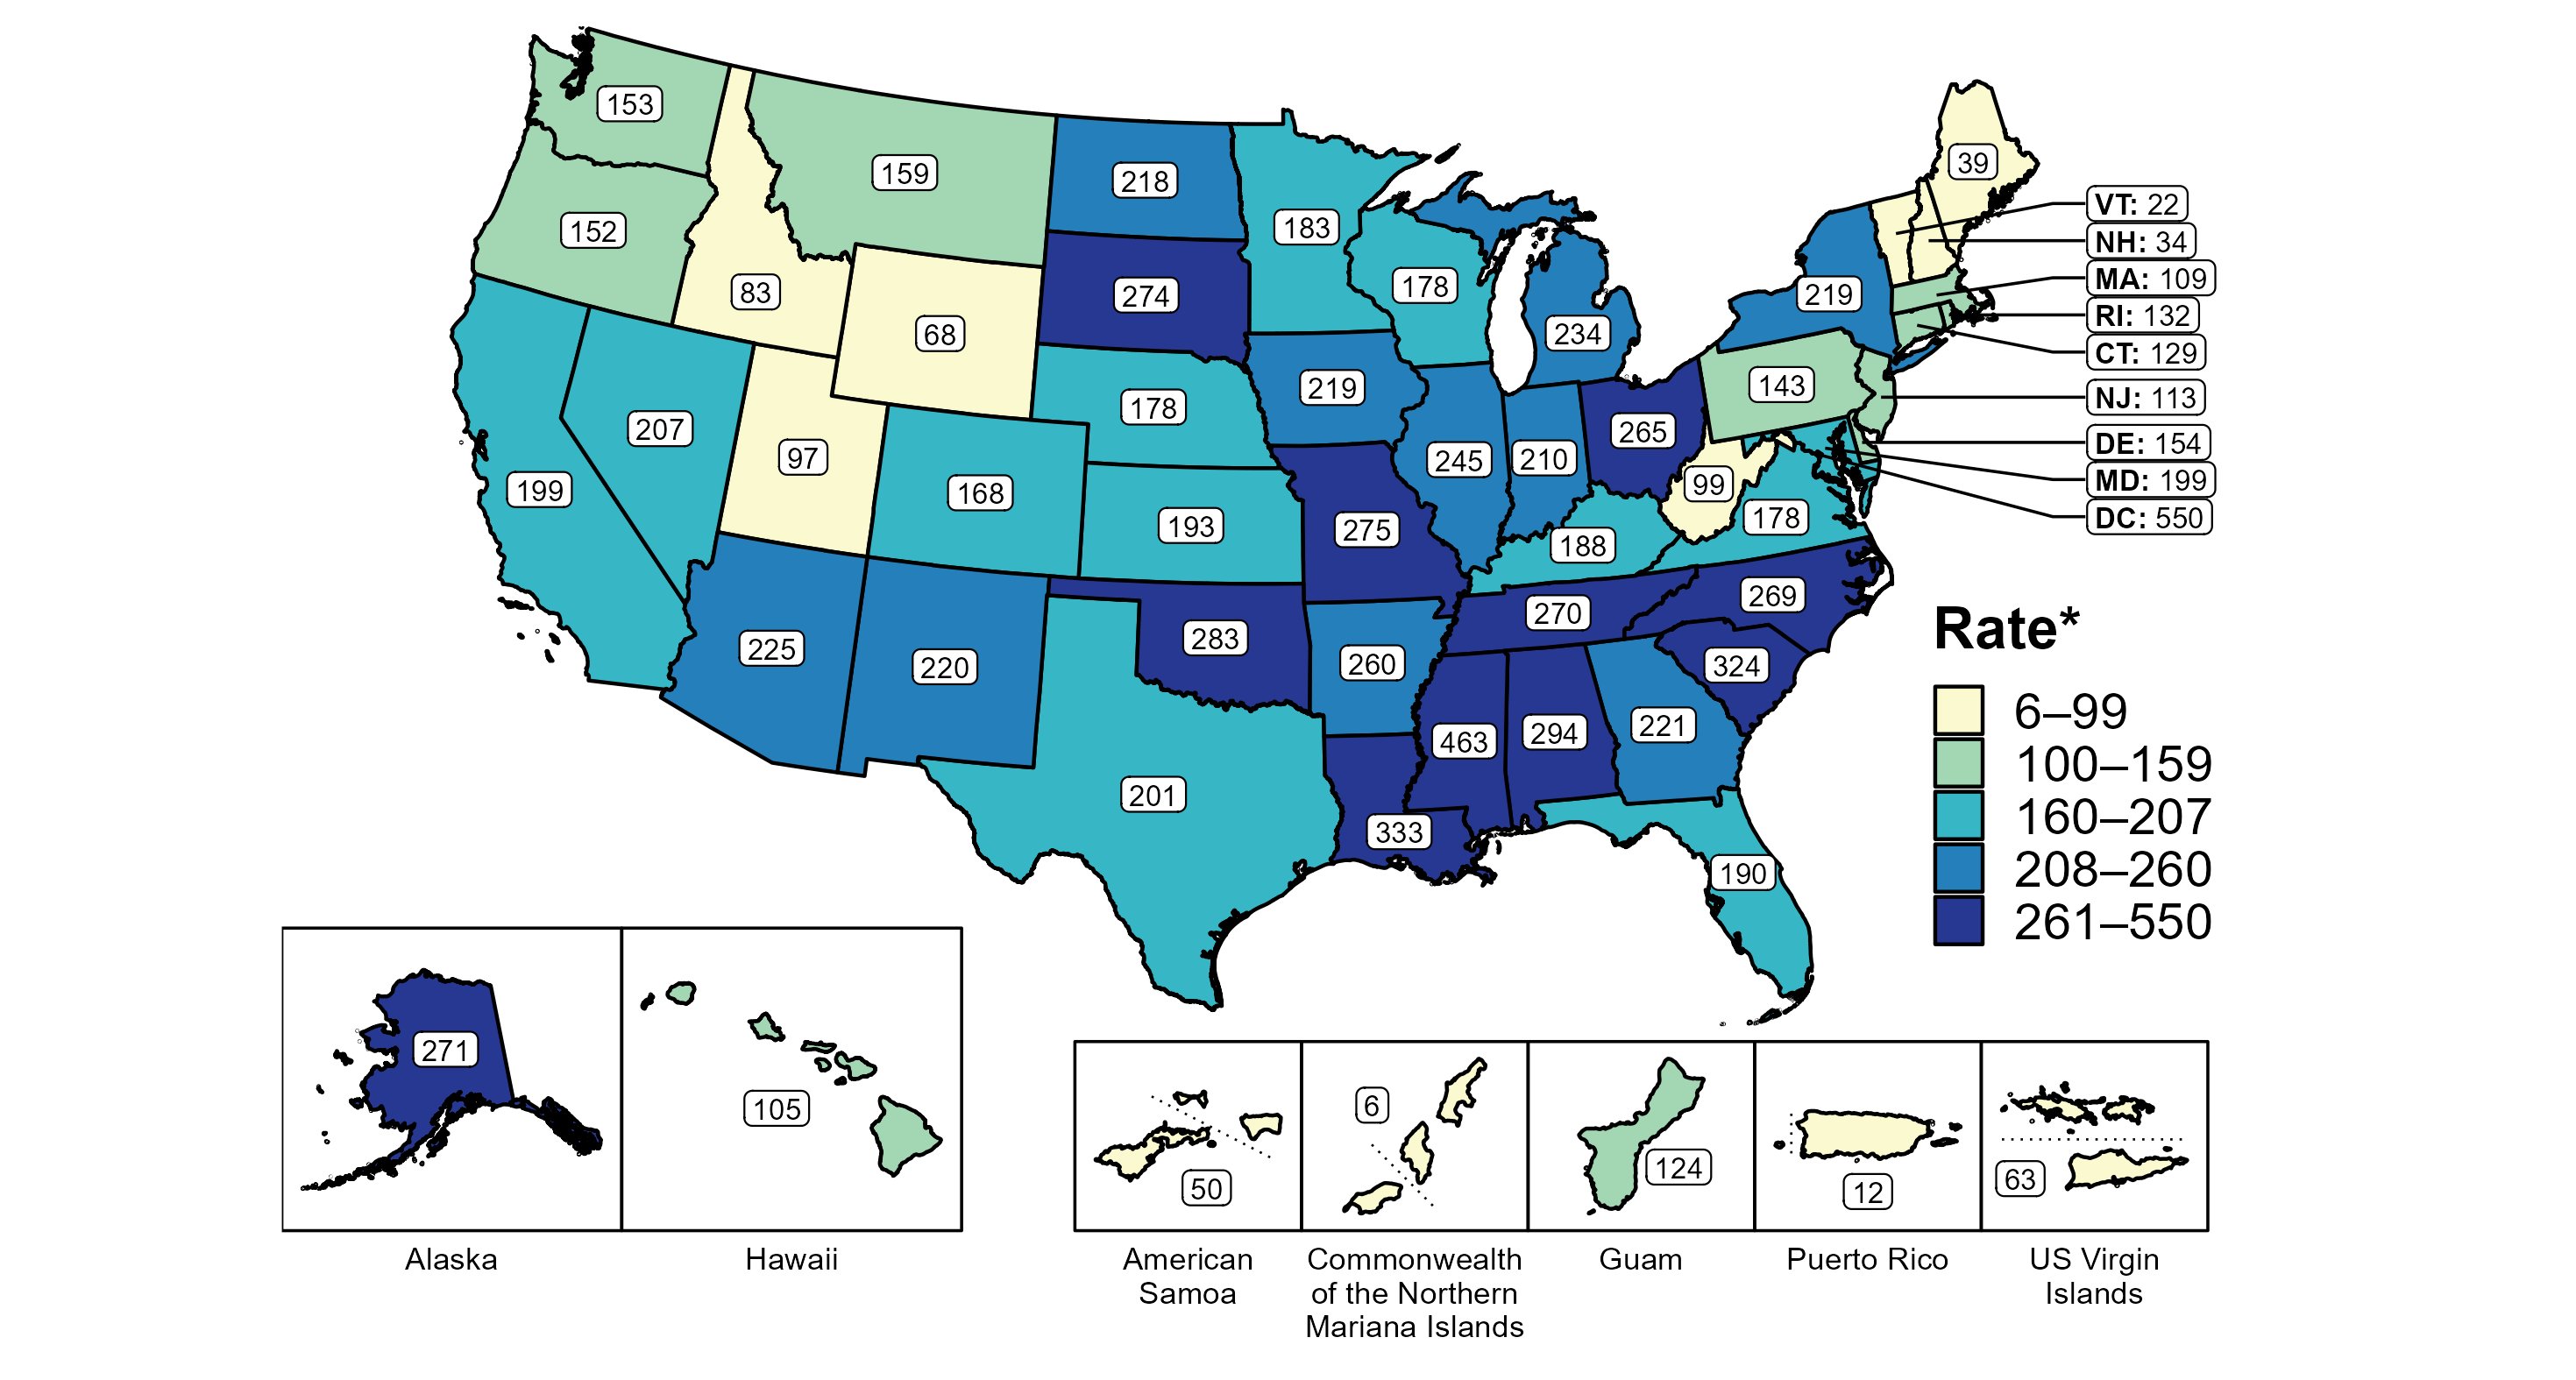 153
152
83
159
68
218
274
183
178
234
39
VT: 22
NH: 34
MA: 109
RI: 132
CT: 129
NJ: 113
DE: 154
MD: 199
DC: 550
219
143
199
207
97
168
178
193
219
245
210
265
99
178
188
275
225
220
283
260
270
269
324
201
463
294
221
333
190
Rate*
6–99
100–159
160–207
208–260
261–550
271
105
50
6
124
12
63
Alaska
Hawaii
American
Samoa
Commonwealth
of the Northern
Mariana Islands
Guam
Puerto Rico
US Virgin
Islands